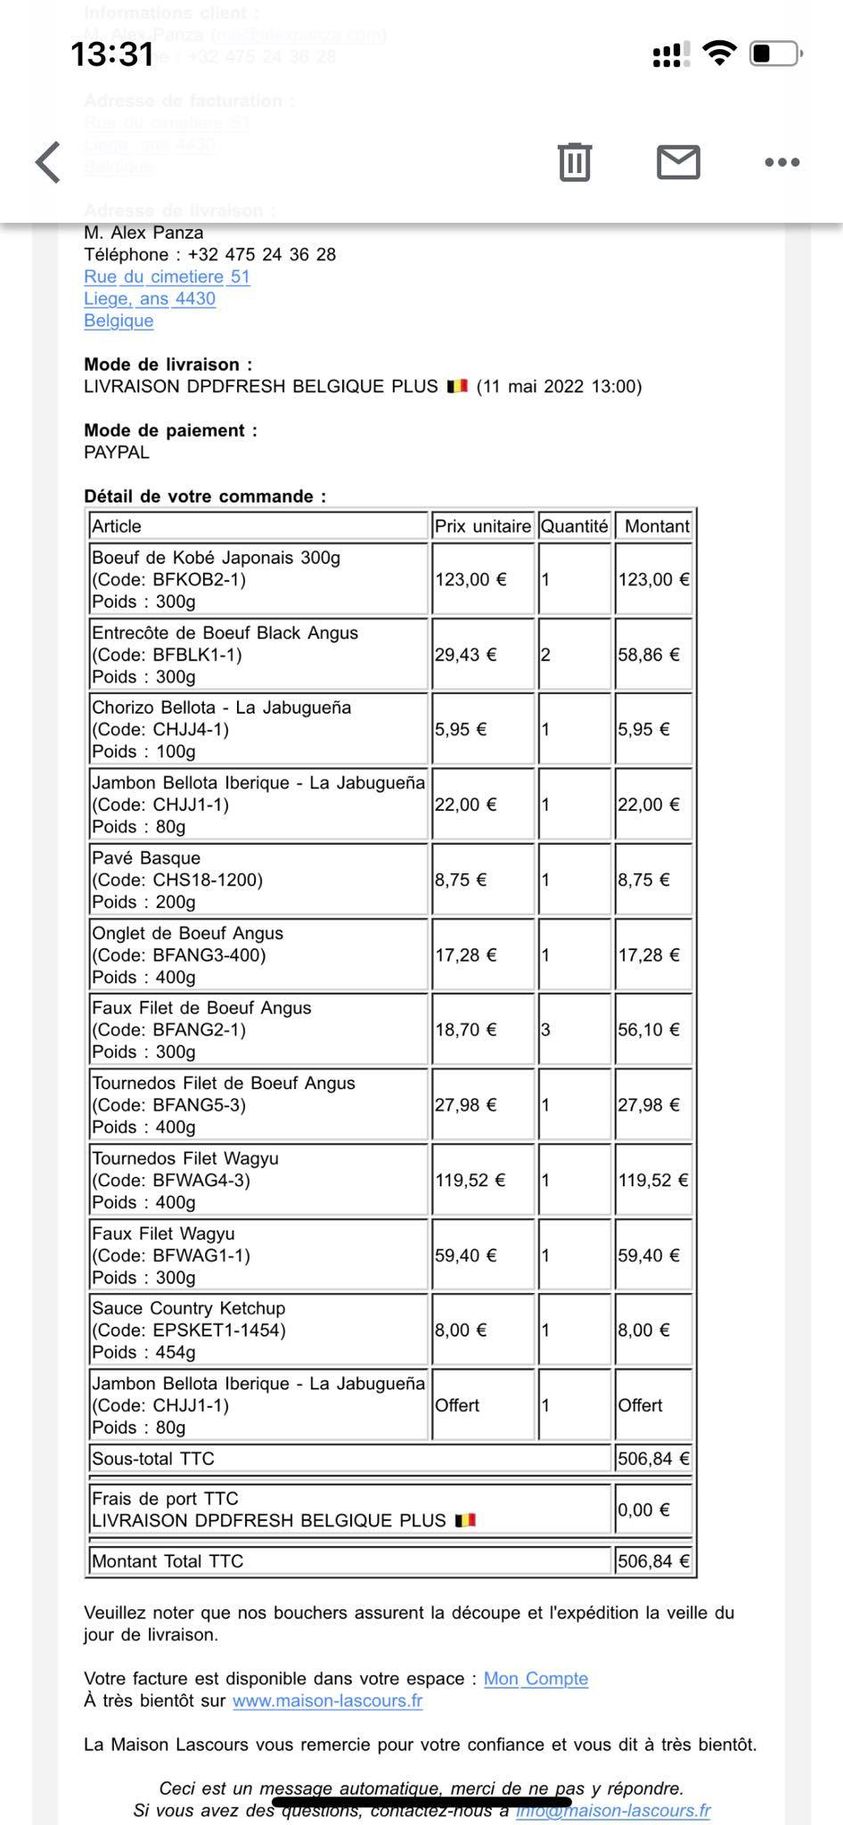 Informations client :
M. Alex Panza
13:31
: +32 475 24 36 28
Adresse de facturation :
Rue du cimetiere 51
Liege, ans 4430
Belgique
Adresse de livraison :
M. Alex Panza
Téléphone : +32 475 24 36 28
Rue du cimetiere 51
Liege, ans 4430
Belgique
Mode de livraison :
LIVRAISON DPDFRESH BELGIQUE PLUS 🇧🇪 (11 mai 2022 13:00)
Mode de paiement :
PAYPAL
Détail de votre commande :
Article Prix unitaire Quantité Montant
Boeuf de Kobé Japonais 300g
(Code: BFKOB2-1) 123,00 € 1 123,00 €
Poids : 300g
Entrecôte de Boeuf Black Angus
(Code: BFBLK1-1) 29,43 € 2 58,86 €
Poids : 300g
Chorizo Bellota - La Jabugueña
(Code: CHJJ4-1) 5,95 € 1 5,95 €
Poids : 100g
Jambon Bellota Iberique - La Jabugueña
(Code: CHJJ1-1) 22,00 € 1 22,00 €
Poids : 80g
Pavé Basque
(Code: CHS18-1200) 8,75 € 1 8,75 €
Poids : 200g
Onglet de Boeuf Angus
(Code: BFANG3-400) 17,28 € 1 17,28 €
Poids : 400g
Faux Filet de Boeuf Angus
(Code: BFANG2-1) 18,70 € 3 56,10 €
Poids : 300g
Tournedos Filet de Boeuf Angus
(Code: BFANG5-3) 27,98 € 1 27,98 €
Poids : 400g
Tournedos Filet Wagyu
(Code: BFWAG4-3) 119,52 € 1 119,52 €
Poids : 400g
Faux Filet Wagyu
(Code: BFWAG1-1) 59,40 € 1 59,40 €
Poids : 300g
Sauce Country Ketchup
(Code: EPSKET1-1454) 8,00 € 1 8,00 €
Poids : 454g
Jambon Bellota Iberique - La Jabugueña
(Code: CHJJ1-1) Offert 1 Offert
Poids : 80g
Sous-total TTC 506,84 €
Frais de port TTC
LIVRAISON DPDFRESH BELGIQUE PLUS 🇧🇪 0,00 €
Montant Total TTC 506,84 €
Veuillez noter que nos bouchers assurent la découpe et l'expédition la veille du
jour de livraison.
Votre facture est disponible dans votre espace : Mon Compte
À très bientôt sur www.maison-lascours.fr
La Maison Lascours vous remercie pour votre confiance et vous dit à très bientôt.
Ceci est un message automatique, merci de ne pas y répondre.
Si vous avez des questions, contactez-nous à info@maison-lascours.fr